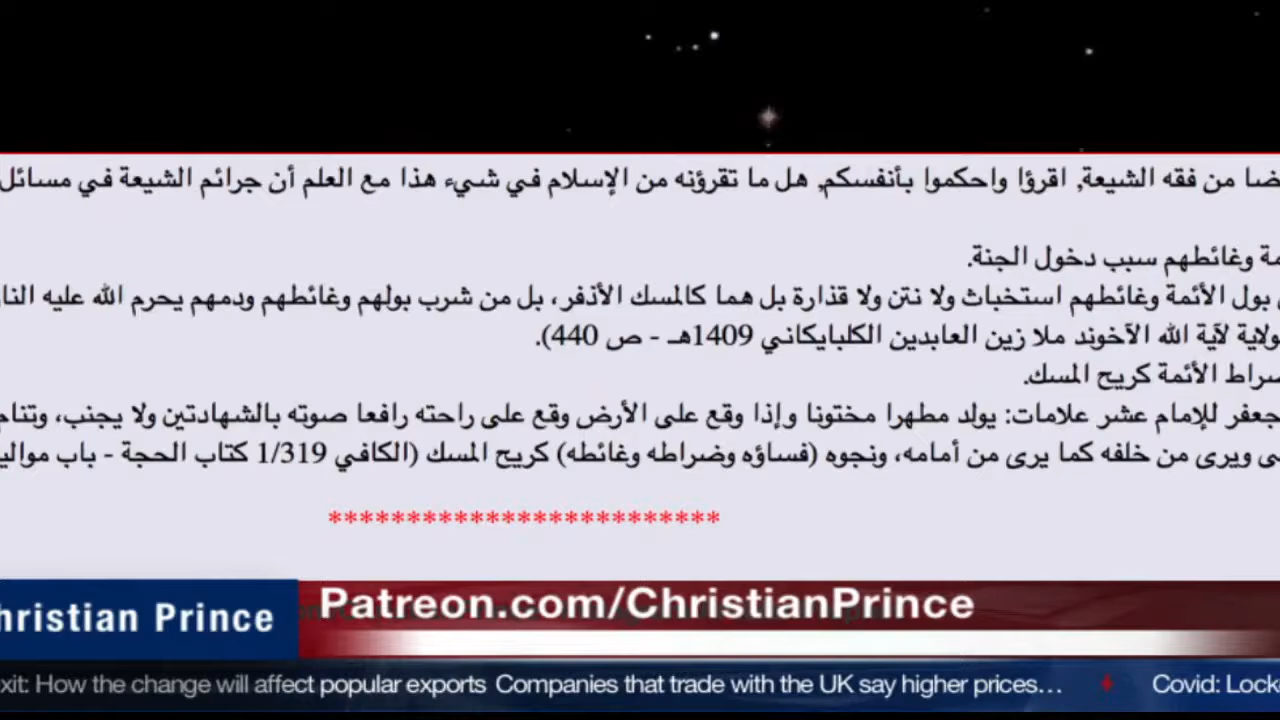 ضا من فقه الشيعة, اقرؤا واحكموا بأنفسكم, هل ما تقرؤنه من الإسلام في شيء هذا مع العلم أن جرائم الشيعة في مسائل
مة وغائطهم سبب دخول الجنة.
بول الأئمة وغائطهم استخباث ولا نتن ولا قذارة بل هما كالمسك الأذفر، بل من شرب بولهم وغائطهم ودمهم يحرم الله عليه النار
ولاية لآية الله الآخوند ملا زين العابدين الكلبايكاني 1409هـ - ص 440).
ضراط الأئمة كريح المسك.
جعفر للإمام عشر علامات: يولد مطهرا مختونا وإذا وقع على الأرض وقع على راحته رافعا صوته بالشهادتين ولا يجنب، وتنام
ى ويرى من خلفه كما يرى من أمامه، ونجوه (فساؤه وضراطه وغائطه) كريح المسك (الكافي 1/319 كتاب الحجة - باب موالي
*************************
hristian Prince
Patreon.com/ChristianPrince
xit: How the change will affect popular exports Companies that trade with the UK say higher prices... Covid: Lock